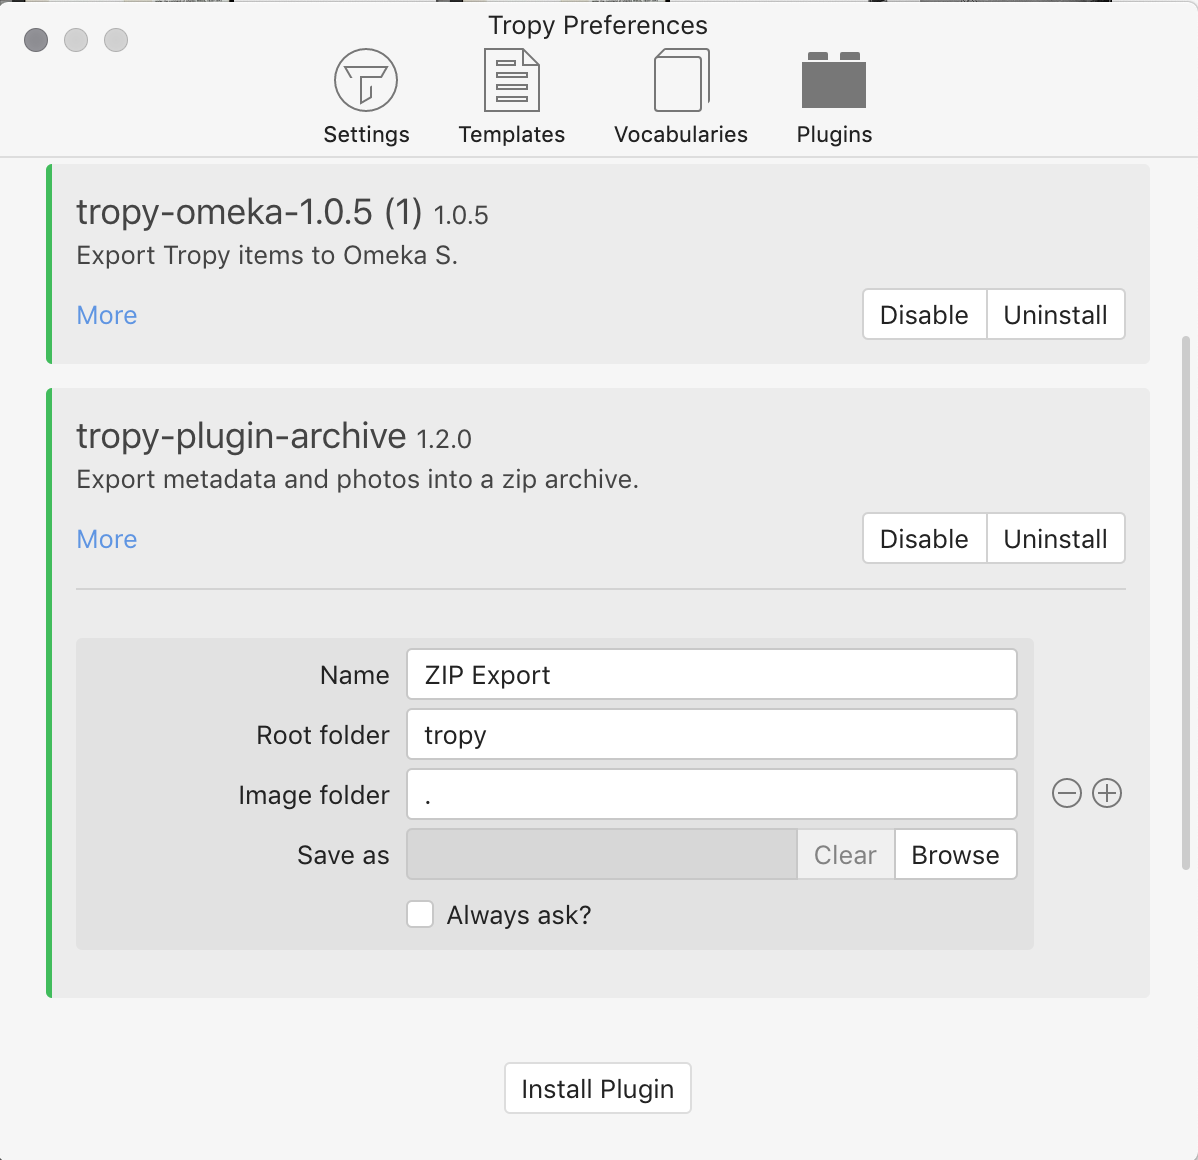 Tropy Preferences
Settings Templates Vocabularies Plugins
tropy-omeka-1.0.5 (1) 1.0.5
Export Tropy items to Omeka S.
More Disable Uninstall
tropy-plugin-archive 1.2.0
Export metadata and photos into a zip archive.
More Disable Uninstall
Name ZIP Export
Root folder tropy
Image folder .
Save as Clear Browse
Always ask?
Install Plugin